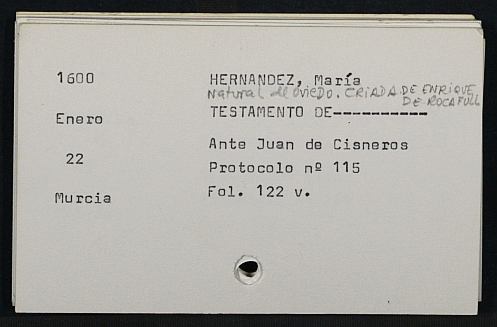 1600
HERNANDEZ, María
Natural de oviedo. CRIADA DE ENRIQUE
DE ROCAFULL
Enero
TESTAMENTO DE----------
22
Ante Juan de Cisneros
Protocolo nº 115
Murcia
Fol. 122 v.